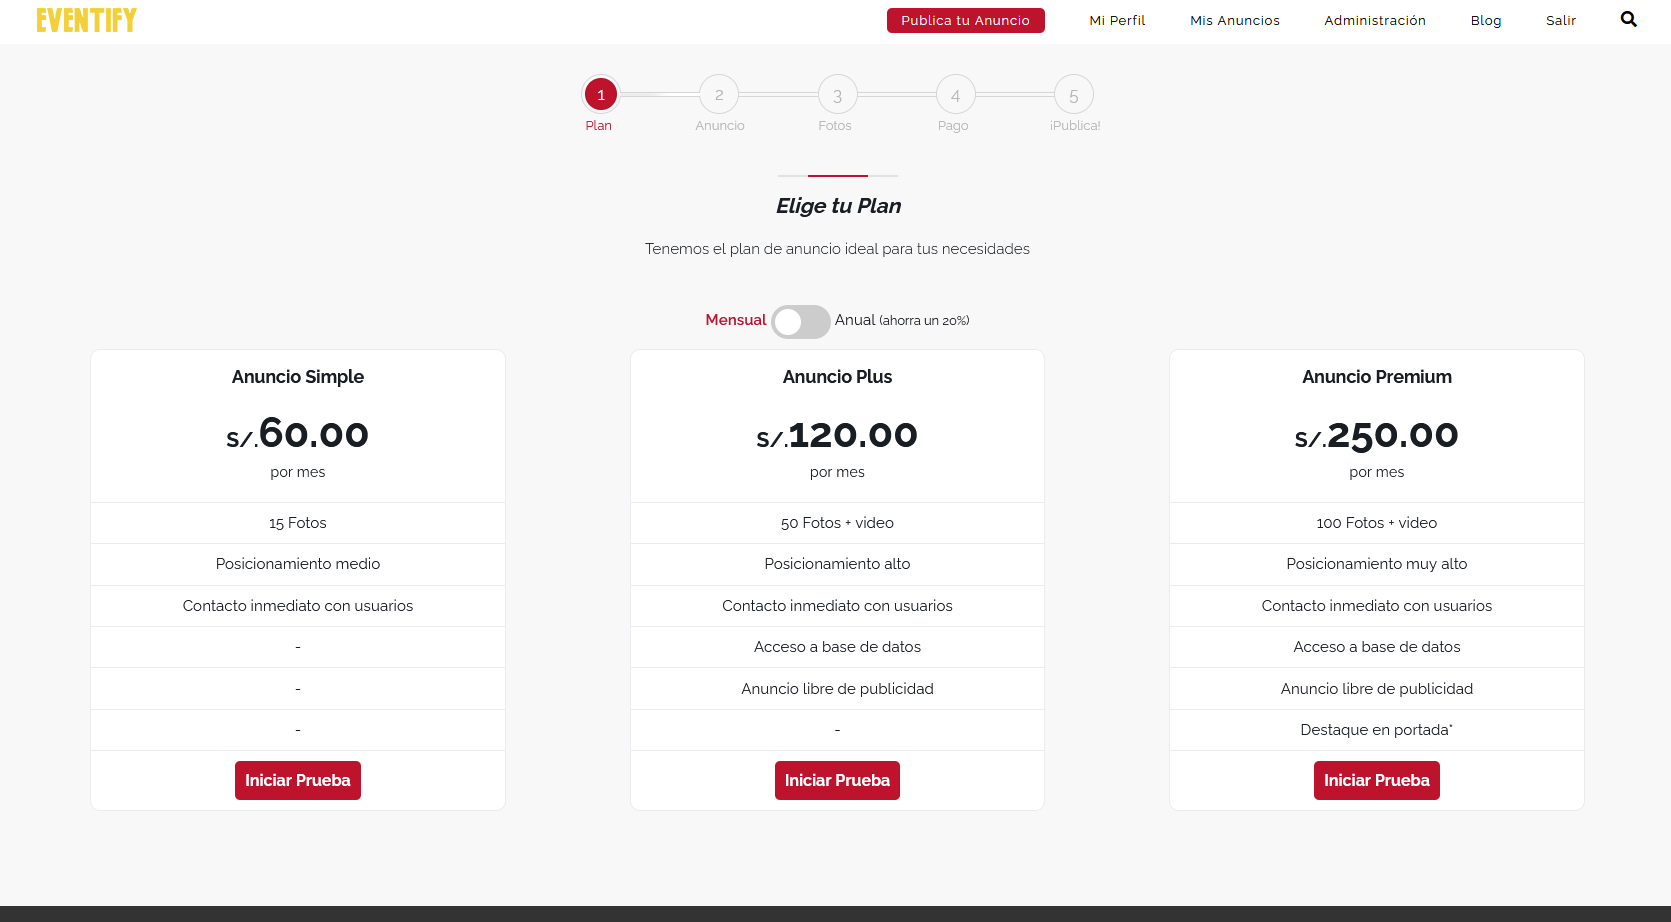 EVENTIFY
Publica tu Anuncio
Mi Perfil
Mis Anuncios
Administración
Blog
Salir
1
2
3
4
5
Plan
Anuncio
Fotos
Pago
¡Publica!
Elige tu Plan
Tenemos el plan de anuncio ideal para tus necesidades
Mensual
Anual (ahorra un 20%)
Anuncio Simple
S/.60.00
por mes
15 Fotos
Posicionamiento medio
Contacto inmediato con usuarios
-
-
-
Iniciar Prueba
Anuncio Plus
S/.120.00
por mes
50 Fotos + video
Posicionamiento alto
Contacto inmediato con usuarios
Acceso a base de datos
Anuncio libre de publicidad
-
Iniciar Prueba
Anuncio Premium
S/.250.00
por mes
100 Fotos + video
Posicionamiento muy alto
Contacto inmediato con usuarios
Acceso a base de datos
Anuncio libre de publicidad
Destaque en portada*
Iniciar Prueba